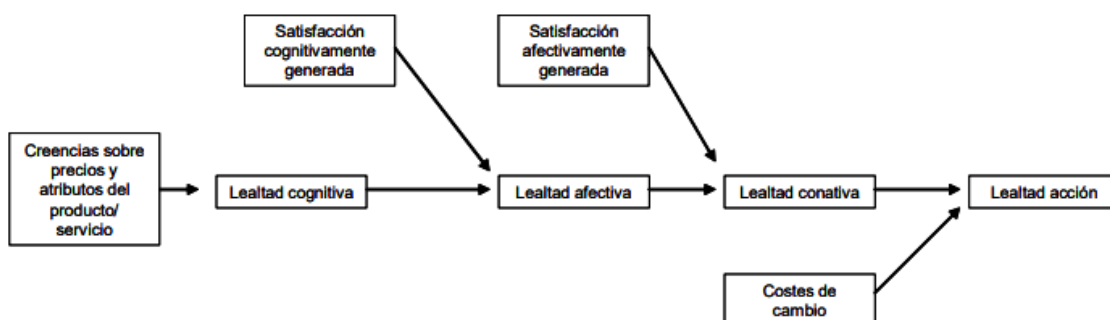 Satisfacción
cognitivamente
generada
Satisfacción
afectivamente
generada
Creencias sobre
precios y
atributos del
producto/
servicio
Lealtad cognitiva
Lealtad afectiva
Lealtad conativa
Lealtad acción
Costes de
cambio